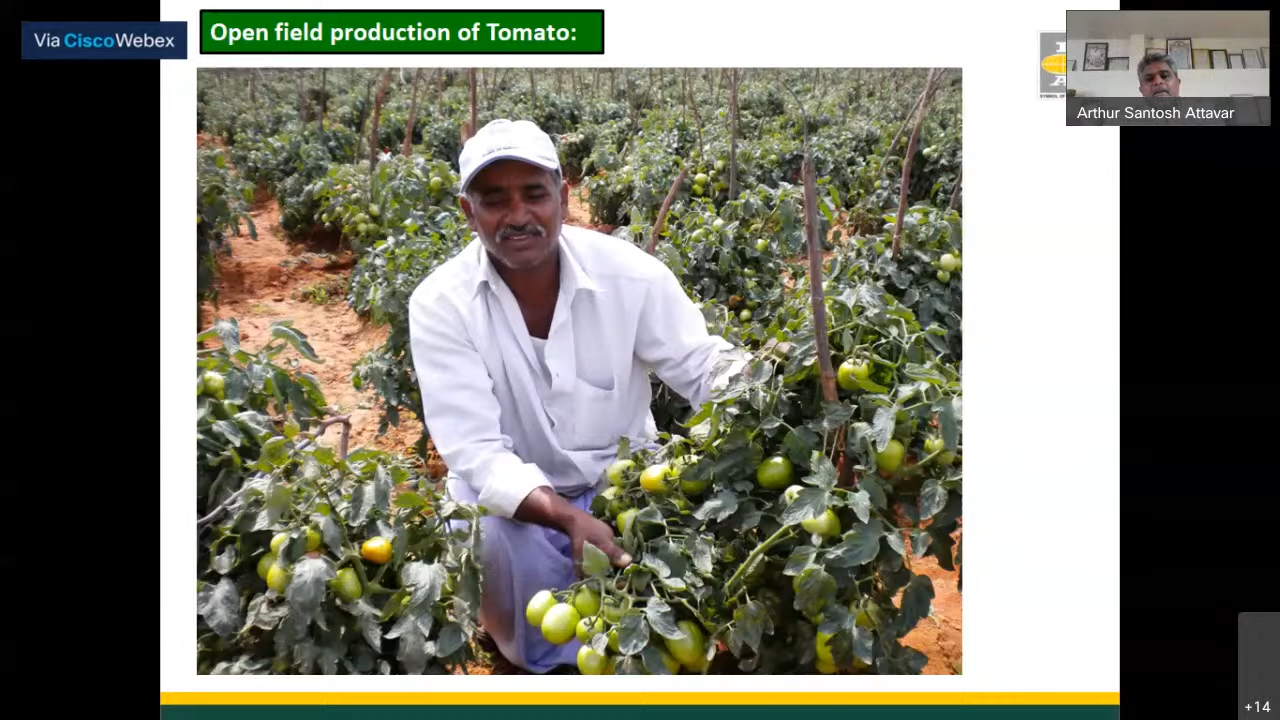 Via CiscoWebex
Open field production of Tomato:
Arthur Santosh Attavar
+14